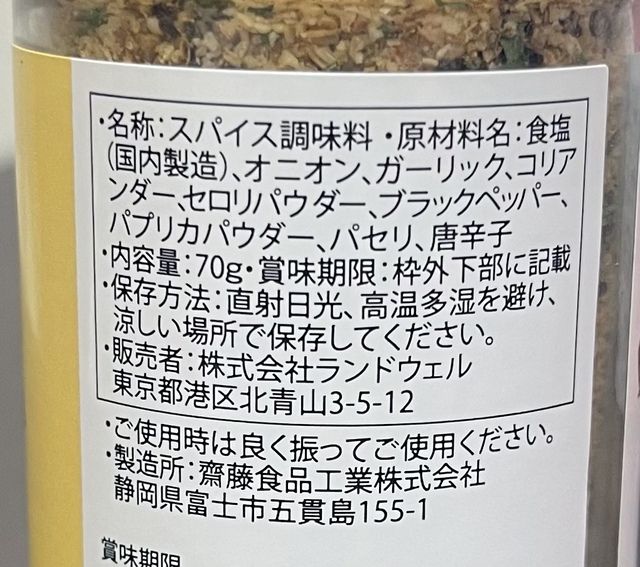 ・名称：スパイス調味料 ・原材料名：食塩
(国内製造)、オニオン、ガーリック、コリア
ンダー、セロリパウダー、ブラックペッパー、
パプリカパウダー、パセリ、唐辛子
・内容量：70g・賞味期限：枠外下部に記載
・保存方法：直射日光、高温多湿を避け、
涼しい場所で保存してください。
・販売者：株式会社ランドウェル
東京都港区北青山3-5-12
・ご使用時は良く振ってご使用ください。
・製造所：齋藤食品工業株式会社
静岡県富士市五貫島155-1
賞味期限